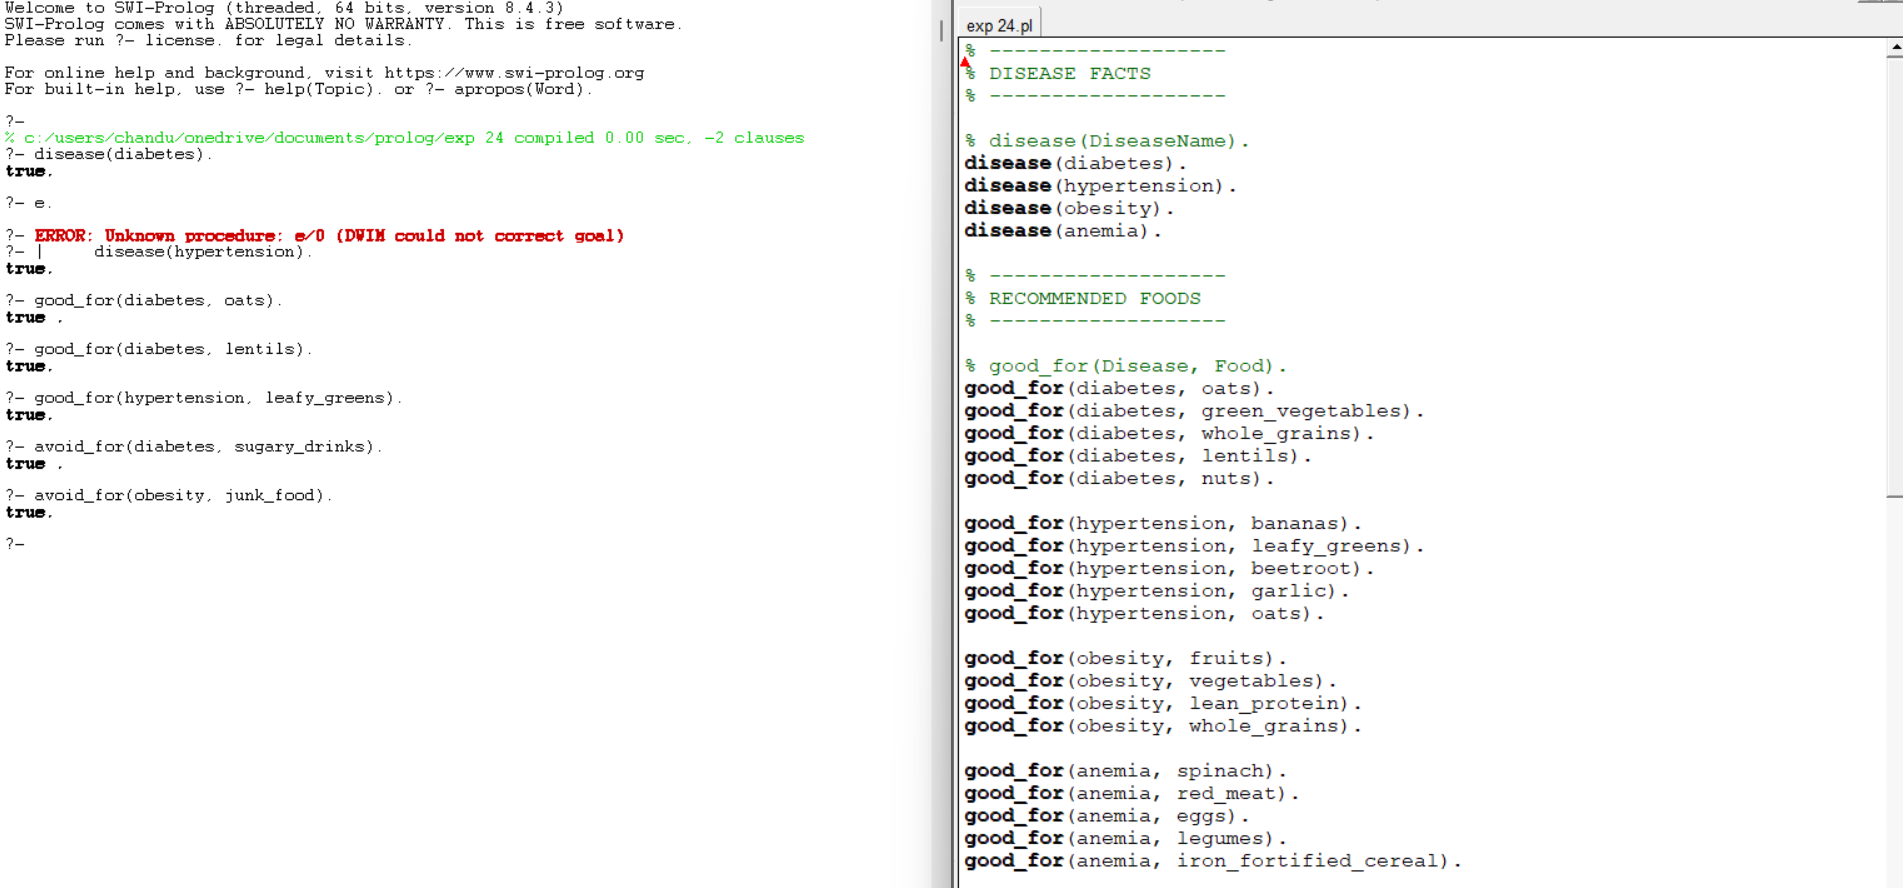 Welcome to SWI-Prolog (threaded, 64 bits, version 8.4.3)
SWI-Prolog comes with ABSOLUTELY NO WARRANTY. This is free software.
Please run ?- license. for legal details.
For online help and background, visit https://www.swi-prolog.org
For built-in help, use ?- help(Topic). or ?- apropos(Word).
?-
% c:/users/chandu/onedrive/documents/prolog/exp 24 compiled 0.00 sec, -2 clauses
?- disease(diabetes).
true.
?- e.
?- ERROR: Unknown procedure: e/0 (DWIM could not correct goal)
?- |      disease(hypertension).
true.
?- good_for(diabetes, oats).
true .
?- good_for(diabetes, lentils).
true.
?- good_for(hypertension, leafy_greens).
true.
?- avoid_for(diabetes, sugary_drinks).
true .
?- avoid_for(obesity, junk_food).
true.
?-
exp 24.pl
% -------------------
% DISEASE FACTS
% -------------------
% disease(DiseaseName).
disease(diabetes).
disease(hypertension).
disease(obesity).
disease(anemia).
% -------------------
% RECOMMENDED FOODS
% -------------------
% good_for(Disease, Food).
good_for(diabetes, oats).
good_for(diabetes, green_vegetables).
good_for(diabetes, whole_grains).
good_for(diabetes, lentils).
good_for(diabetes, nuts).
good_for(hypertension, bananas).
good_for(hypertension, leafy_greens).
good_for(hypertension, beetroot).
good_for(hypertension, garlic).
good_for(hypertension, oats).
good_for(obesity, fruits).
good_for(obesity, vegetables).
good_for(obesity, lean_protein).
good_for(obesity, whole_grains).
good_for(anemia, spinach).
good_for(anemia, red_meat).
good_for(anemia, eggs).
good_for(anemia, legumes).
good_for(anemia, iron_fortified_cereal).